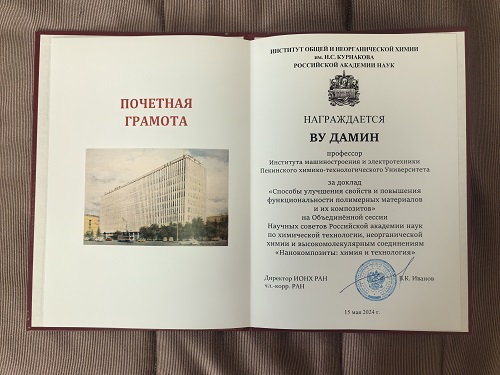 ПОЧЕТНАЯ
ГРАМОТА
ИНСТИТУТ ОБЩЕЙ И НЕОРГАНИЧЕСКОЙ ХИМИИ
им. Н.С. КУРНАКОВА
РОССИЙСКОЙ АКАДЕМИИ НАУК
НАГРАЖДАЕТСЯ
ВУ ДАМИН
профессор
Института машиностроения и электротехники
Пекинского химико-технологического Университета
за доклад
«Способы улучшения свойств и повышения
функциональности полимерных материалов
и их композитов»
на Объединённой сессии
Научных советов Российской академии наук
по химической технологии, неорганической
химии и высокомолекулярным соединениям
«Нанокомпозиты: химия и технология»
Директор ИОНХ РАН
чл.-корр. РАН
В.К. Иванов
15 мая 2024 г.